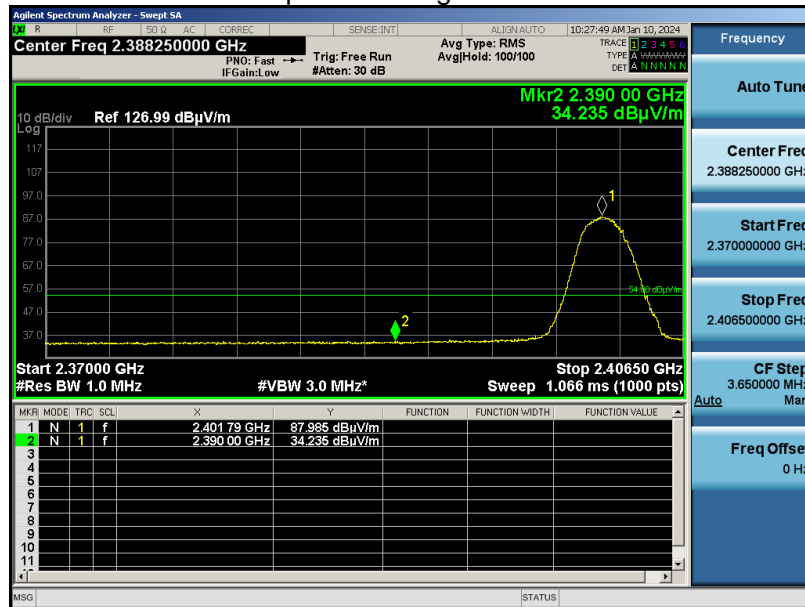 Agilent Spectrum Analyzer - Swept SA
LXI R RF 50 Ω AC CORREC SENSE:INT ALIGN AUTO 10:27:49 AM Jan 10, 2024
Center Freq 2.388250000 GHz Avg Type: RMS TRACE 1 2 3 4 5 6
PNO: Fast Trig: Free Run Avg|Hold: 100/100 TYPE A WWWWW
IFGain:Low #Atten: 30 dB DET A N N N N N
Mkr2 2.390 00 GHz
10 dB/div Ref 126.99 dBµV/m 34.235 dBµV/m
Log
117
107
97.0
1
87.0
77.0
67.0
57.0
54.00 dBµV/m
47.0
2
37.0
Start 2.37000 GHz Stop 2.40650 GHz
#Res BW 1.0 MHz #VBW 3.0 MHz* Sweep 1.066 ms (1000 pts)
MKR MODE TRC SCL X Y FUNCTION FUNCTION WIDTH FUNCTION VALUE
1 N 1 f 2.401 79 GHz 87.985 dBµV/m
2 N 1 f 2.390 00 GHz 34.235 dBµV/m
3
4
5
6
7
8
9
10
11
MSG STATUS
Frequency
Auto Tune
Center Freq
2.388250000 GHz
Start Freq
2.370000000 GHz
Stop Freq
2.406500000 GHz
CF Step
3.650000 MHz
Auto Man
Freq Offset
0 Hz